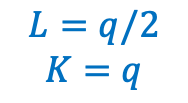 L = q/2
K = q